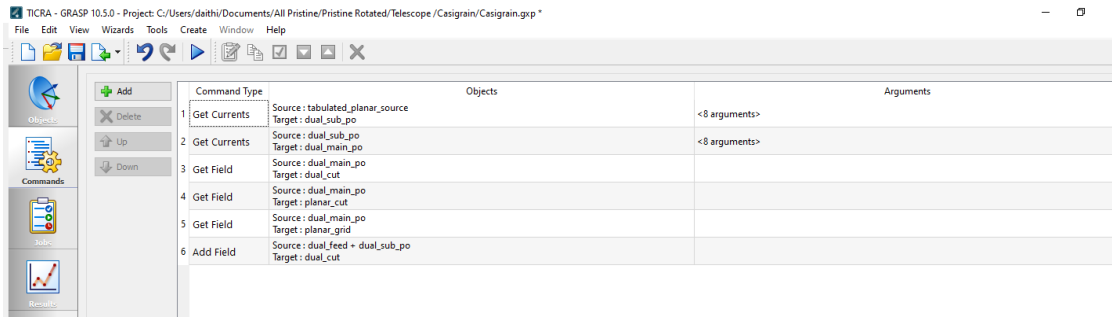 TICRA - GRASP 10.5.0 - Project: C:/Users/daithi/Documents/All Pristine/Pristine Rotated/Telescope /Casigrain/Casigrain.gxp *
File Edit View Wizards Tools Create Window Help
Objects
Commands
Jobs
Results
Add
Delete
Up
Down
Command Type Objects Arguments
1 Get Currents Source : tabulated_planar_source
Target : dual_sub_po <8 arguments>
2 Get Currents Source : dual_sub_po
Target : dual_main_po <8 arguments>
3 Get Field Source : dual_main_po
Target : dual_cut
4 Get Field Source : dual_main_po
Target : planar_cut
5 Get Field Source : dual_main_po
Target : planar_grid
6 Add Field Source : dual_feed + dual_sub_po
Target : dual_cut